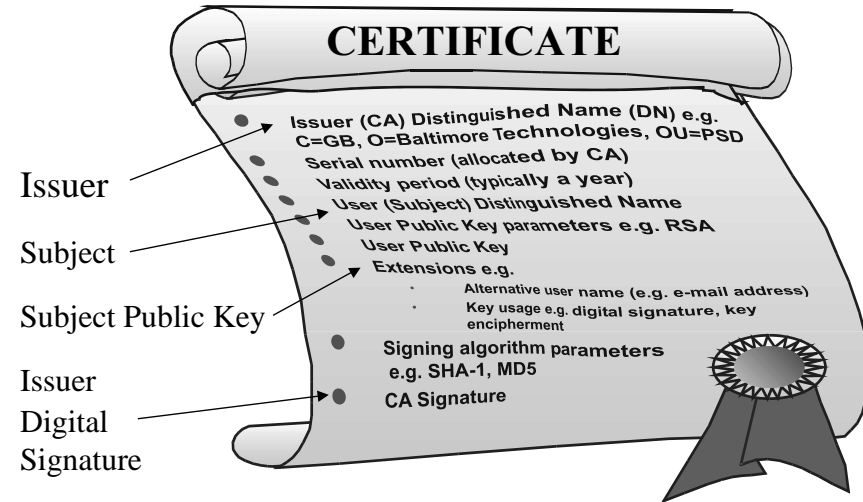 CERTIFICATE
Issuer (CA) Distinguished Name (DN) e.g.
C=GB, O=Baltimore Technologies, OU=PSD
Serial number (allocated by CA)
Validity period (typically a year)
User (Subject) Distinguished Name
User Public Key parameters e.g. RSA
User Public Key
Extensions e.g.
Alternative user name (e.g. e-mail address)
Key usage e.g. digital signature, key
encipherment
Signing algorithm parameters
e.g. SHA-1, MD5
CA Signature
Issuer
Subject
Subject Public Key
Issuer
Digital
Signature